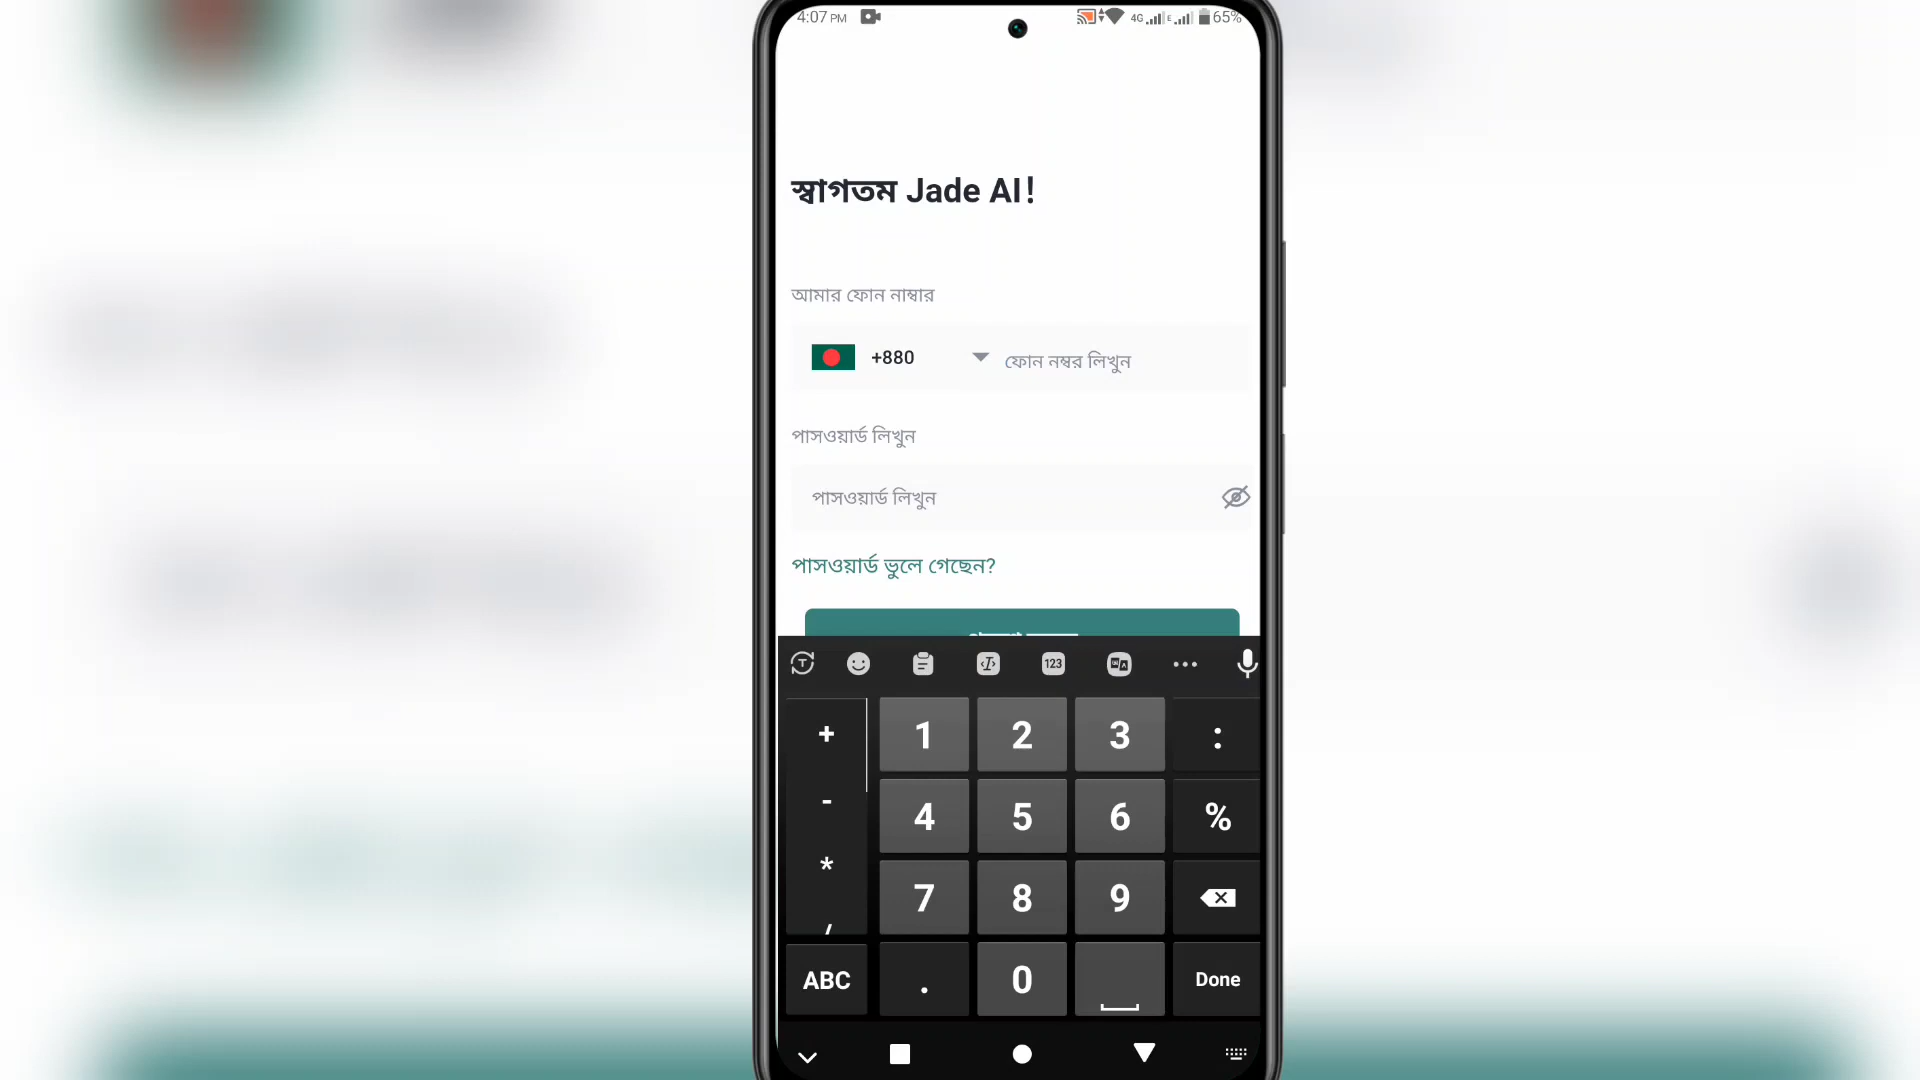 4:07 PM 4G E 65%
স্বাগতম Jade AI!
আমার ফোন নাম্বার
+880 ফোন নম্বর লিখুন
পাসওয়ার্ড লিখুন
পাসওয়ার্ড লিখুন
পাসওয়ার্ড ভুলে গেছেন?
123
+ 1 2 3 :
- 4 5 6 %
* 7 8 9
/
ABC . 0 Done